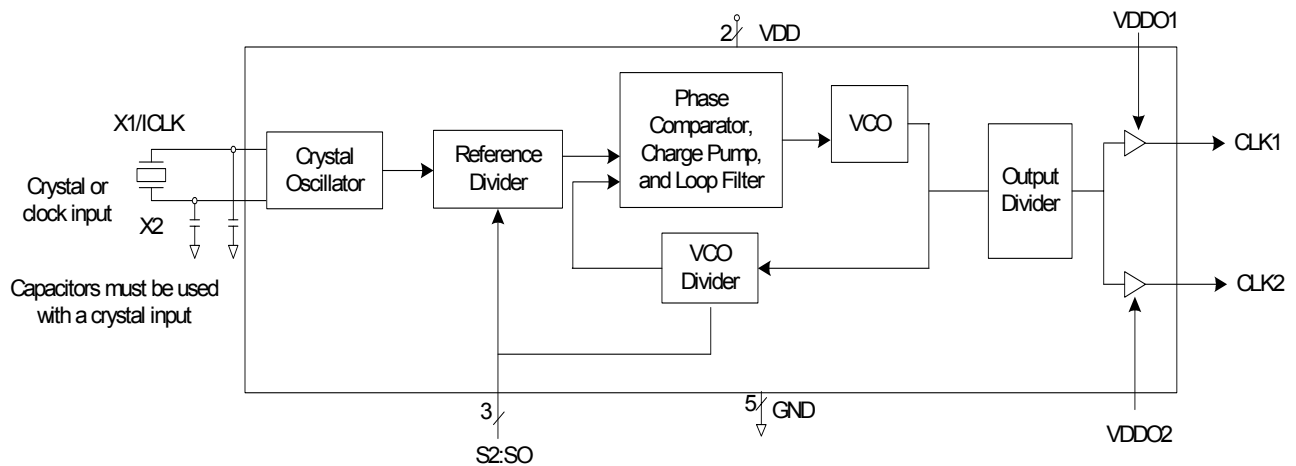 VDDO1
2
VDD
Phase
Comparator,
Charge Pump,
and Loop Filter
VCO
X1/ICLK
Crystal
Oscillator
Reference
Divider
CLK1
Output
Divider
Crystal or
clock input
X2
VCO
Divider
CLK2
Capacitors must be used
with a crystal input
3
5
GND
S2:SO
VDDO2